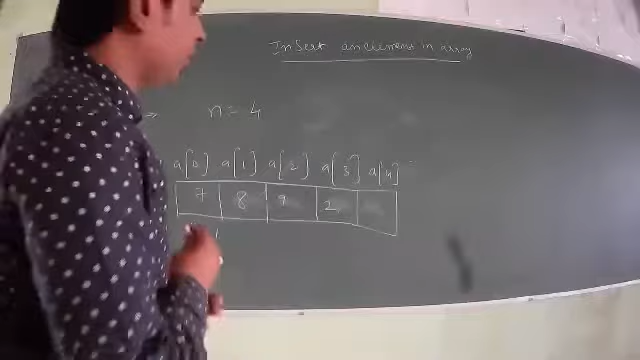 Insert an element in array
→ n = 4
a[0] a[1] a[2] a[3] a[4]
7 8 9 2